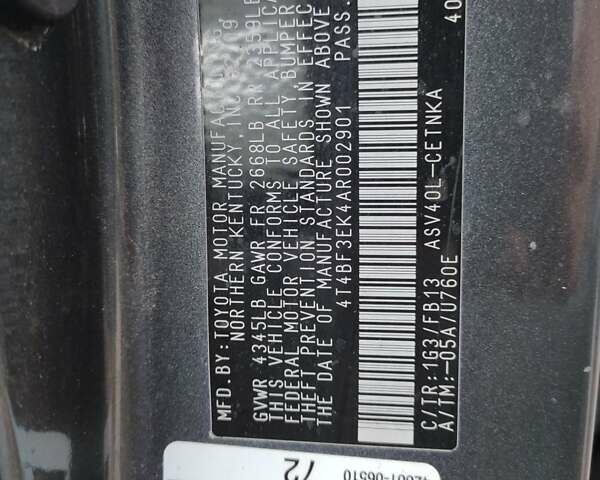 MFD. BY: TOYOTA MOTOR MANUFACTURING
NORTHERN KENTUCKY, INC.
GVWR 4345LB GAWR FR 2668LB RR
THIS VEHICLE CONFORMS TO ALL APPLICA
FEDERAL MOTOR VEHICLE SAFETY BUMPER
THEFT PREVENTION STANDARDS IN EFFEC
THE DATE OF MANUFACTURE SHOWN ABOVE
4T4BF3EK4AR002901 PASS.
C/TR:1G3/FB13 ASV40L-CETNKA
A/TM:-05A/U760E
40
72